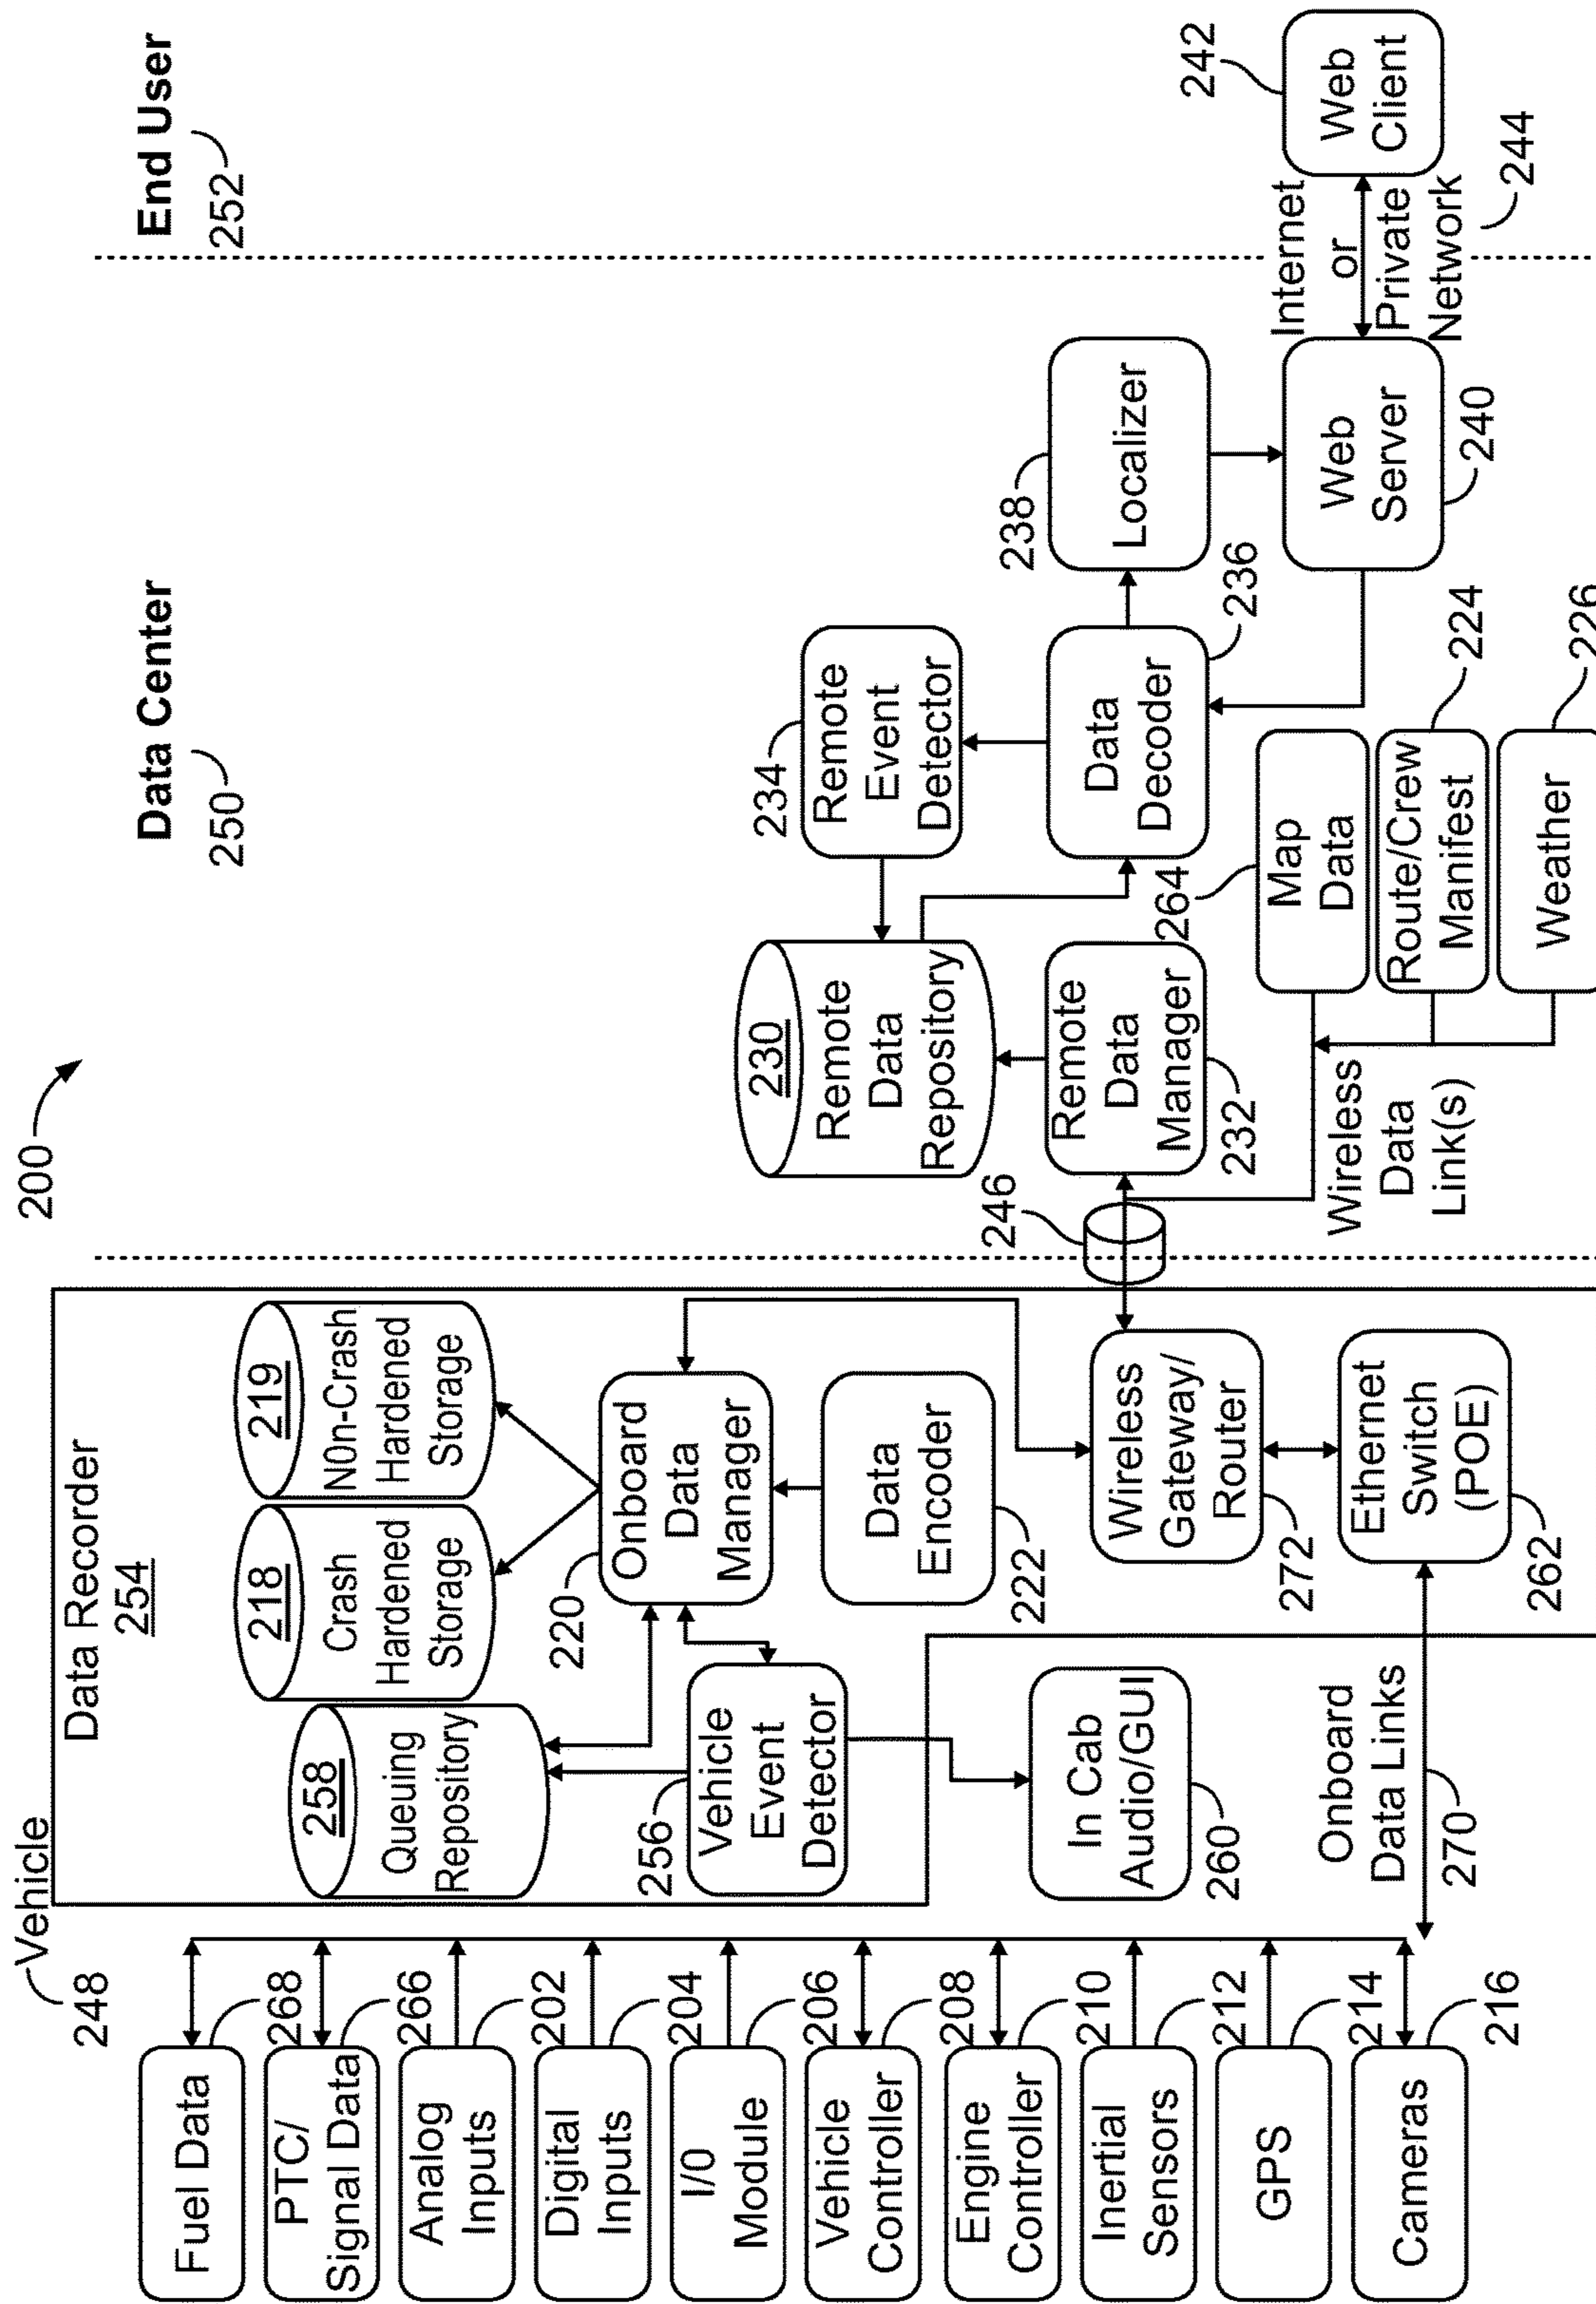 200
Vehicle
248
Data Center
250
End User
252
Data Recorder
254
Fuel Data
268
PTC/
Signal Data
266
Analog
Inputs
202
Digital
Inputs
204
I/0
Module
206
Vehicle
Controller
208
Engine
Controller
210
Inertial
Sensors
212
GPS
214
Cameras
216
258
Queuing
Repository
218
Crash
Hardened
Storage
219
N0n-Crash
Hardened
Storage
220
Onboard
Data
Manager
256
Vehicle
Event
Detector
Data
Encoder
222
In Cab
Audio/GUI
260
Wireless
Gateway/
Router
272
Onboard
Data Links
270
Ethernet
Switch
(POE)
262
246
Wireless
Data
Link(s)
230
Remote
Data
Repository
Remote
Data
Manager
232
234
Remote
Event
Detector
Data
Decoder
236
238
Localizer
264
Map
Data
Route/Crew
Manifest
224
Weather
226
Web
Server
240
Internet
or
Private
Network
244
242
Web
Client